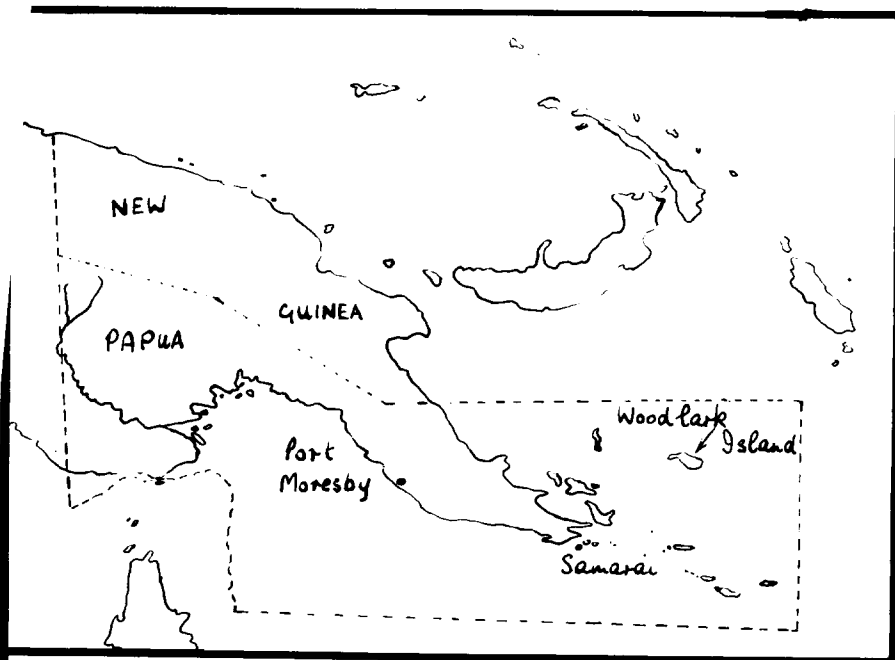 NEW
GUINEA
PAPUA
Woodlark
Island
Port
Moresby
Samarai